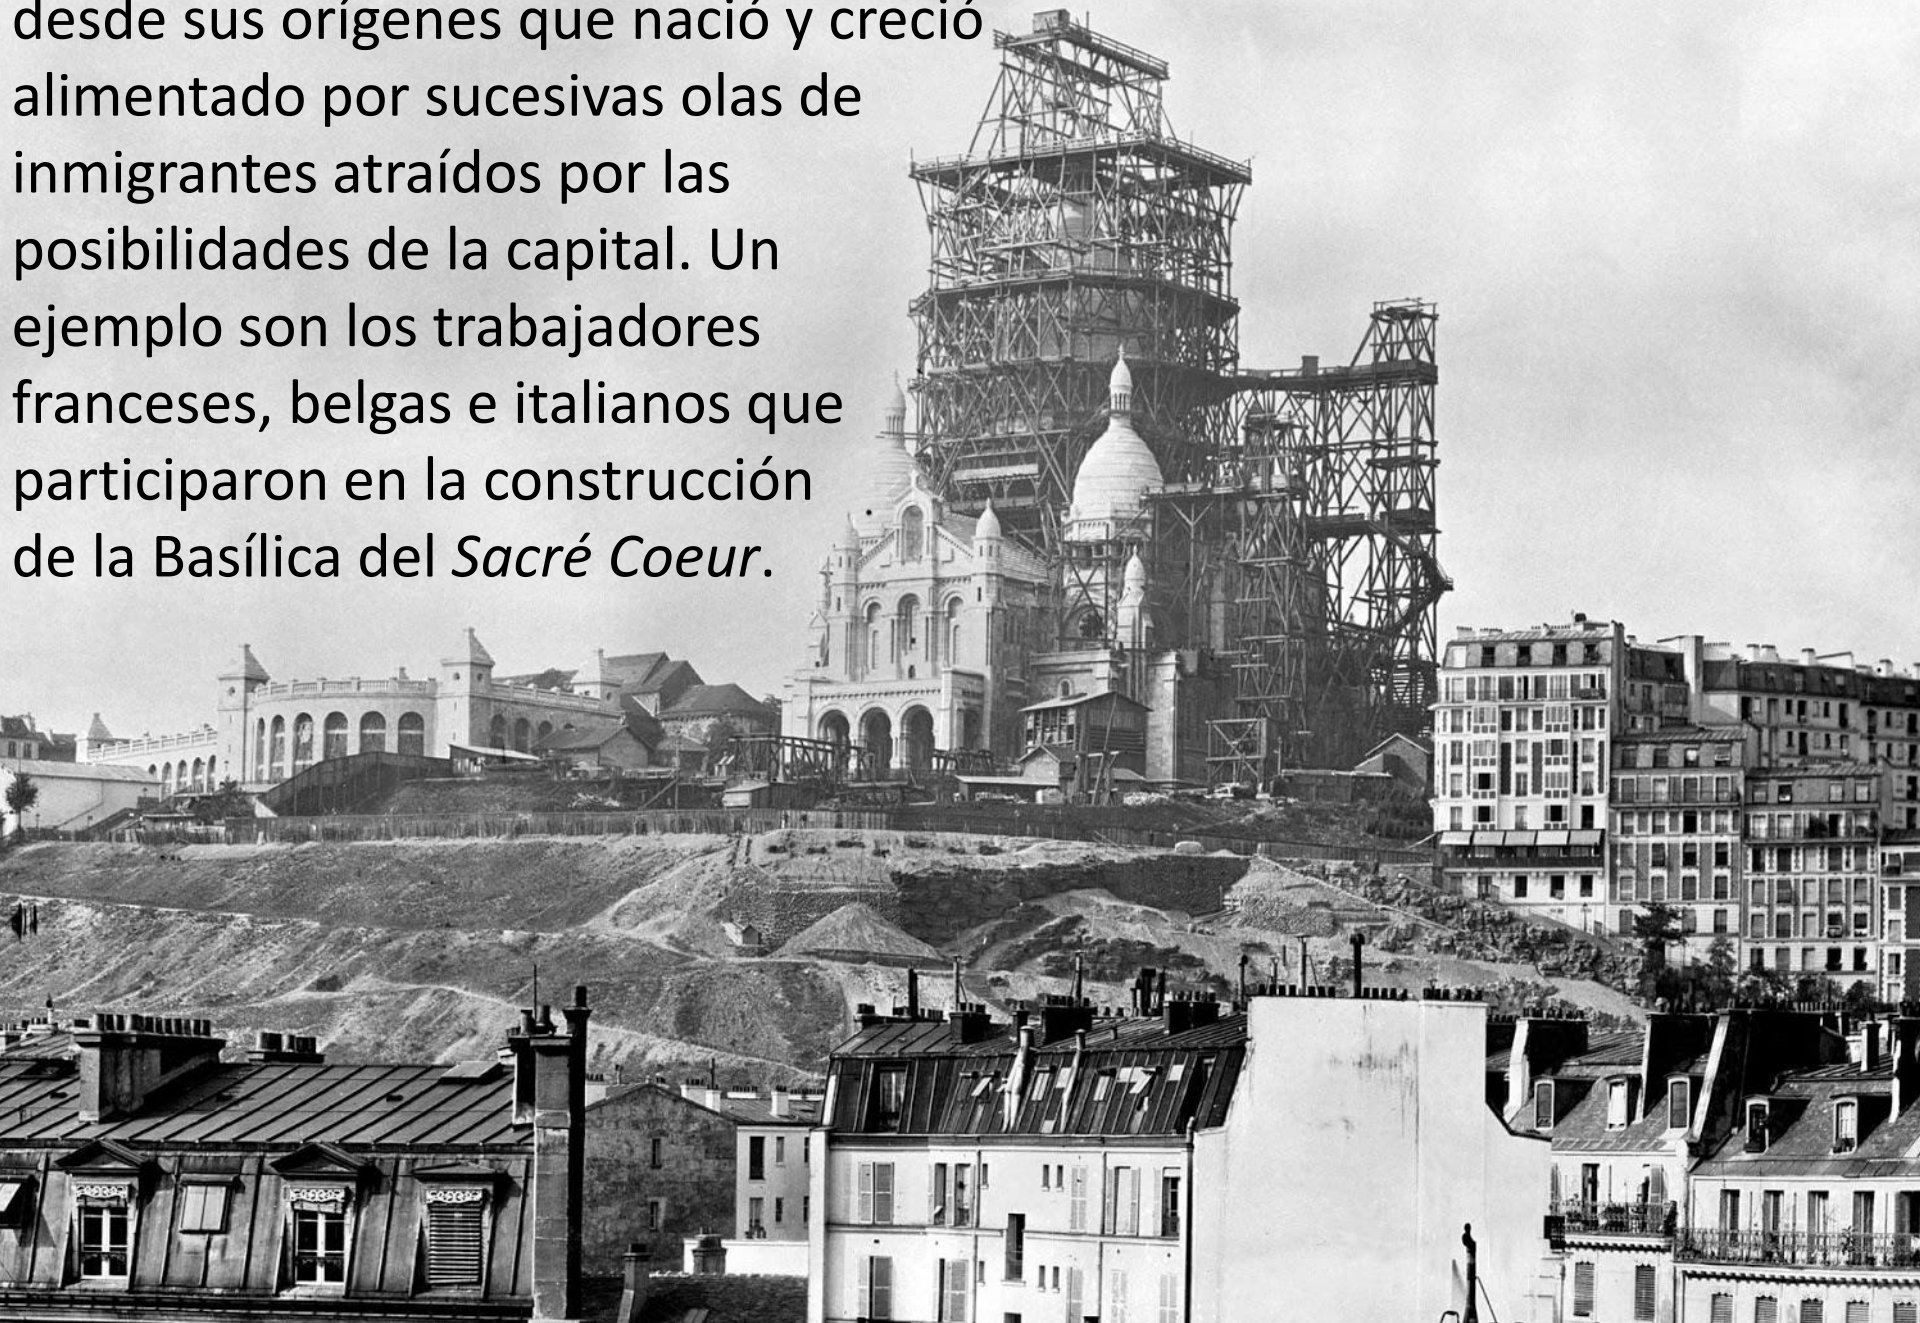 desde sus orígenes que nació y creció
alimentado por sucesivas olas de
inmigrantes atraídos por las
posibilidades de la capital. Un
ejemplo son los trabajadores
franceses, belgas e italianos que
participaron en la construcción
de la Basílica del Sacré Coeur.